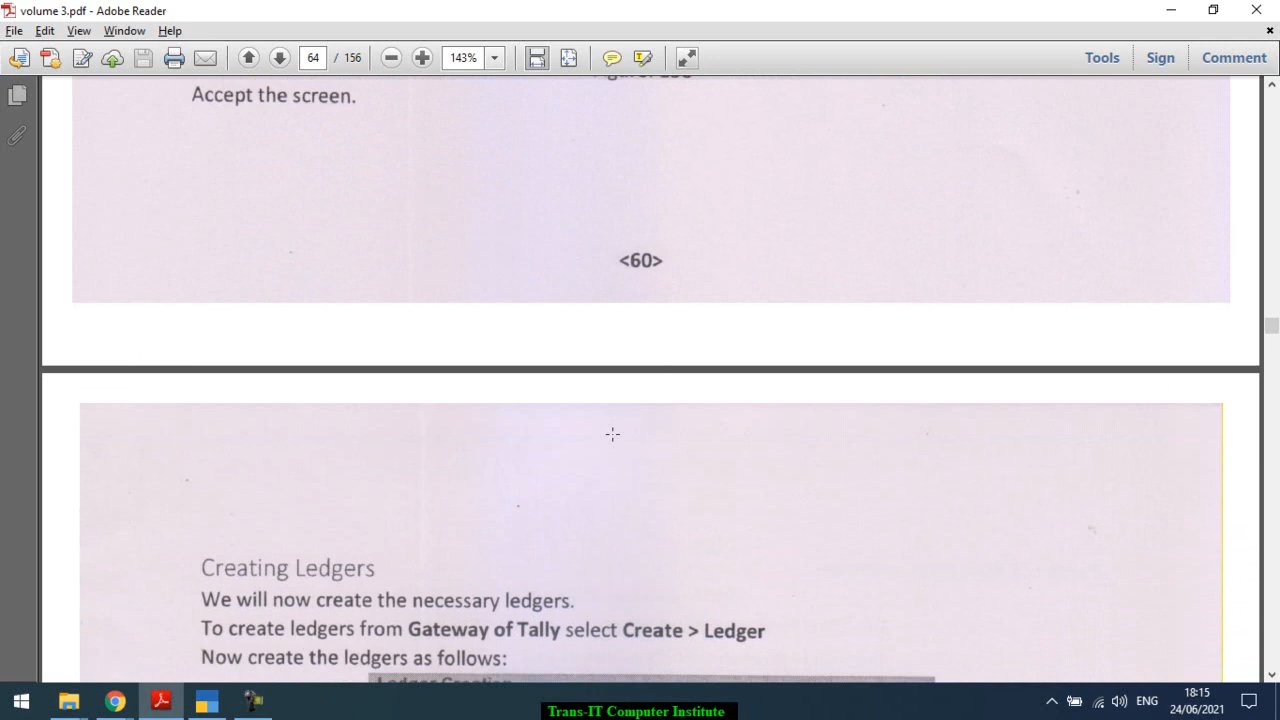 volume 3.pdf - Adobe Reader
File Edit View Window Help
64 / 156 143% Tools Sign Comment
Accept the screen.
<60>
Creating Ledgers
We will now create the necessary ledgers.
To create ledgers from Gateway of Tally select Create > Ledger
Now create the ledgers as follows:
Ledger Creation
ENG
18:15
24/06/2021
Trans-IT Computer Institute